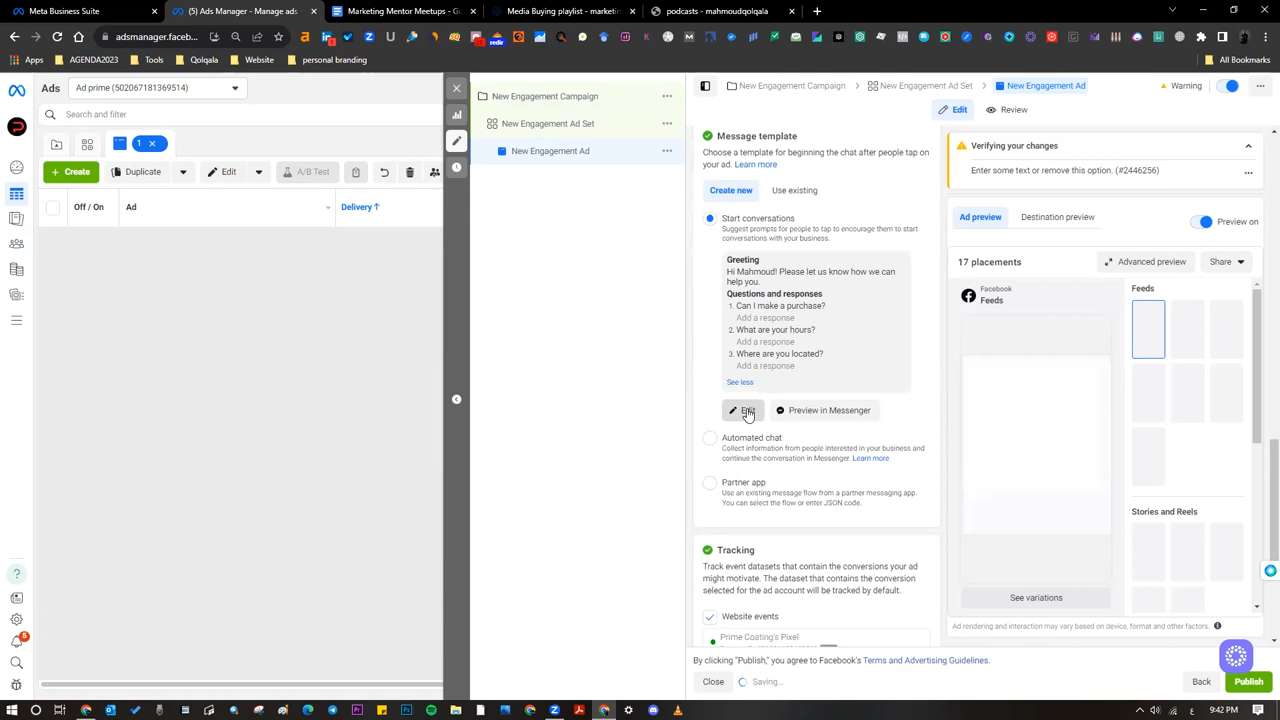 Meta Business Suite
(5) Ads Manager - Manage ads
Marketing Mentor Meetups - G
Media Buying playlist - marketin
podcasts - marketing
adsmanager.faceb
redir
Apps
AGENDA2023
Tools
Qoipala
Website
personal branding
All Bookmarks
Ads
Ad prime (502067181369514)
Search and filter
1
Create
Duplicate
Edit
A/B Test
Off / On
Ad
Delivery ↑
5
New Engagement Campaign
New Engagement Ad Set
New Engagement Ad
New Engagement Campaign
New Engagement Ad Set
New Engagement Ad
Warning
Edit
Review
Message template
Choose a template for beginning the chat after people tap on
your ad. Learn more
Create new
Use existing
Start conversations
Suggest prompts for people to tap to encourage them to start
conversations with your business.
Greeting
Hi Mahmoud! Please let us know how we can
help you.
Questions and responses
1. Can I make a purchase?
Add a response
2. What are your hours?
Add a response
3. Where are you located?
Add a response
See less
Edit
Preview in Messenger
Automated chat
Collect information from people interested in your business and
continue the conversation in Messenger. Learn more
Partner app
Use an existing message flow from a partner messaging app.
You can select the flow or enter JSON code.
Tracking
Track event datasets that contain the conversions your ad
might motivate. The dataset that contains the conversion
selected for the ad account will be tracked by default.
Website events
Prime Coating's Pixel
Verifying your changes
Enter some text or remove this option. (#2446256)
Ad preview
Destination preview
Preview on
17 placements
Advanced preview
Share
Facebook
Feeds
Feeds
Stories and Reels
See variations
Ad rendering and interaction may vary based on device, format and other factors.
By clicking "Publish," you agree to Facebook's Terms and Advertising Guidelines.
Close
Saving...
Back
Publish
9:42 PM